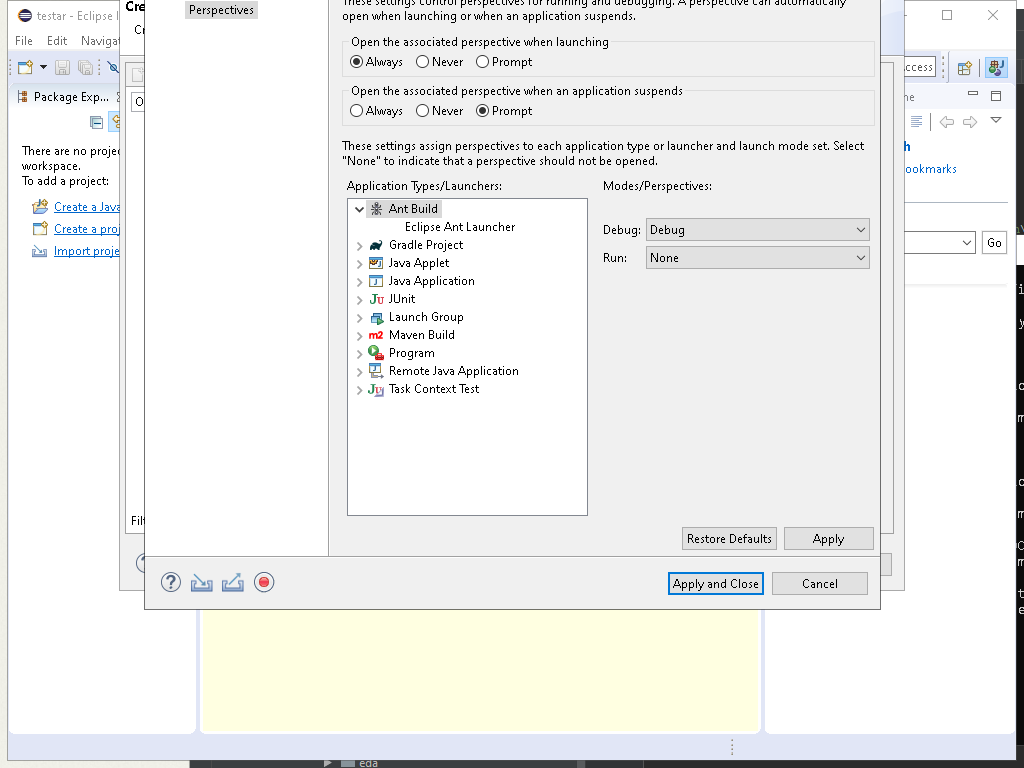 testar - Eclipse I
File Edit Navigat
Cre
Cr
Perspectives
These settings control perspectives for running and debugging. A perspective can automatically
open when launching or when an application suspends.
Open the associated perspective when launching
Always Never Prompt
Open the associated perspective when an application suspends
Always Never Prompt
These settings assign perspectives to each application type or launcher and launch mode set. Select
"None" to indicate that a perspective should not be opened.
Application Types/Launchers:
Modes/Perspectives:
Ant Build
Eclipse Ant Launcher
Gradle Project
Java Applet
Java Application
JUnit
Launch Group
Maven Build
Program
Remote Java Application
Task Context Test
Debug: Debug
Run: None
Restore Defaults Apply
Apply and Close Cancel
Package Exp...
There are no projec
workspace.
To add a project:
Create a Java
Create a proj
Import proje
O
Filt
ccess
ne
h
ookmarks
Go
eda